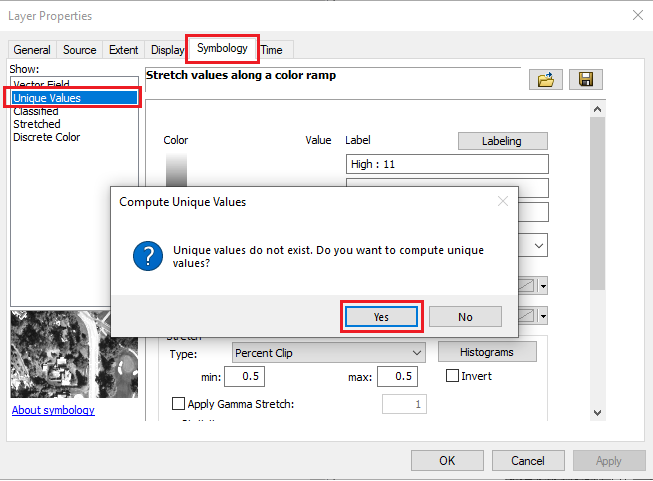 Layer Properties
General Source Extent Display Symbology Time
Show:
Vector Field
Unique Values
Classified
Stretched
Discrete Color
Stretch values along a color ramp
Color Value Label Labeling
High : 11
Compute Unique Values
Unique values do not exist. Do you want to compute unique
values?
Yes No
Stretch
Type: Percent Clip Histograms
min: 0.5 max: 0.5 Invert
Apply Gamma Stretch: 1
About symbology
OK Cancel Apply